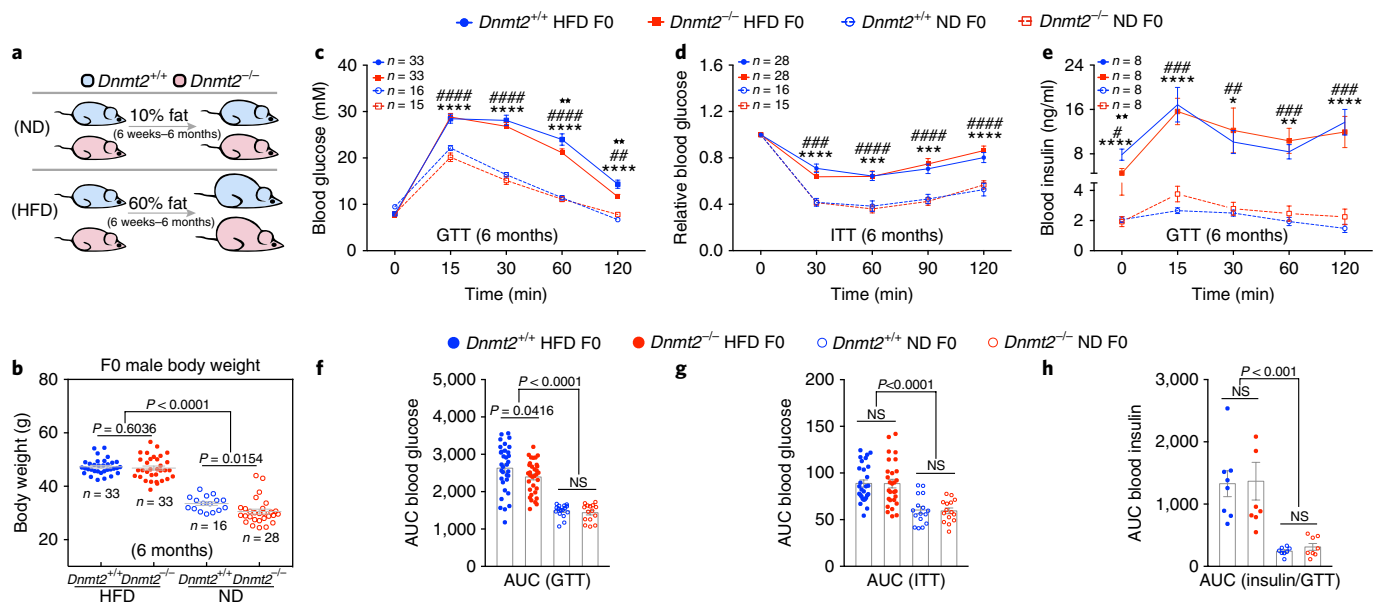 Dnmt2+/+ HFD F0 Dnmt2−/− HFD F0 Dnmt2+/+ ND F0 Dnmt2−/− ND F0
a
Dnmt2+/+ Dnmt2−/−
(ND)
10% fat
(6 weeks–6 months)
(HFD)
60% fat
(6 weeks–6 months)
c
Blood glucose (mM)
40
30
20
10
0
n = 33
n = 33
n = 16
n = 15
####
****
####
****
**
####
****
**
##
****
GTT (6 months)
0 15 30 60 120
Time (min)
d
Relative blood glucose
1.6
1.2
0.8
0.4
0.0
n = 28
n = 28
n = 16
n = 15
###
****
####
***
####
***
####
****
ITT (6 months)
0 30 60 90 120
Time (min)
e
Blood insulin (ng/ml)
24
16
8
4
2
0
n = 8
n = 8
n = 8
n = 8
**
#
****
###
****
##
*
###
**
###
****
GTT (6 months)
0 15 30 60 120
Time (min)
b
F0 male body weight
Body weight (g)
80
60
40
20
P < 0.0001
P = 0.6036
P = 0.0154
n = 33
n = 33
n = 16
n = 28
(6 months)
Dnmt2+/+ Dnmt2−/− Dnmt2+/+ Dnmt2−/−
HFD ND
Dnmt2+/+ HFD F0 Dnmt2−/− HFD F0 Dnmt2+/+ ND F0 Dnmt2−/− ND F0
f
AUC blood glucose
5,000
4,000
3,000
2,000
1,000
0
P < 0.0001
P = 0.0416
NS
AUC (GTT)
g
AUC blood glucose
200
150
100
50
0
P<0.0001
NS
NS
AUC (ITT)
h
AUC blood insulin
3,000
2,000
1,000
0
P < 0.001
NS
NS
AUC (insulin/GTT)